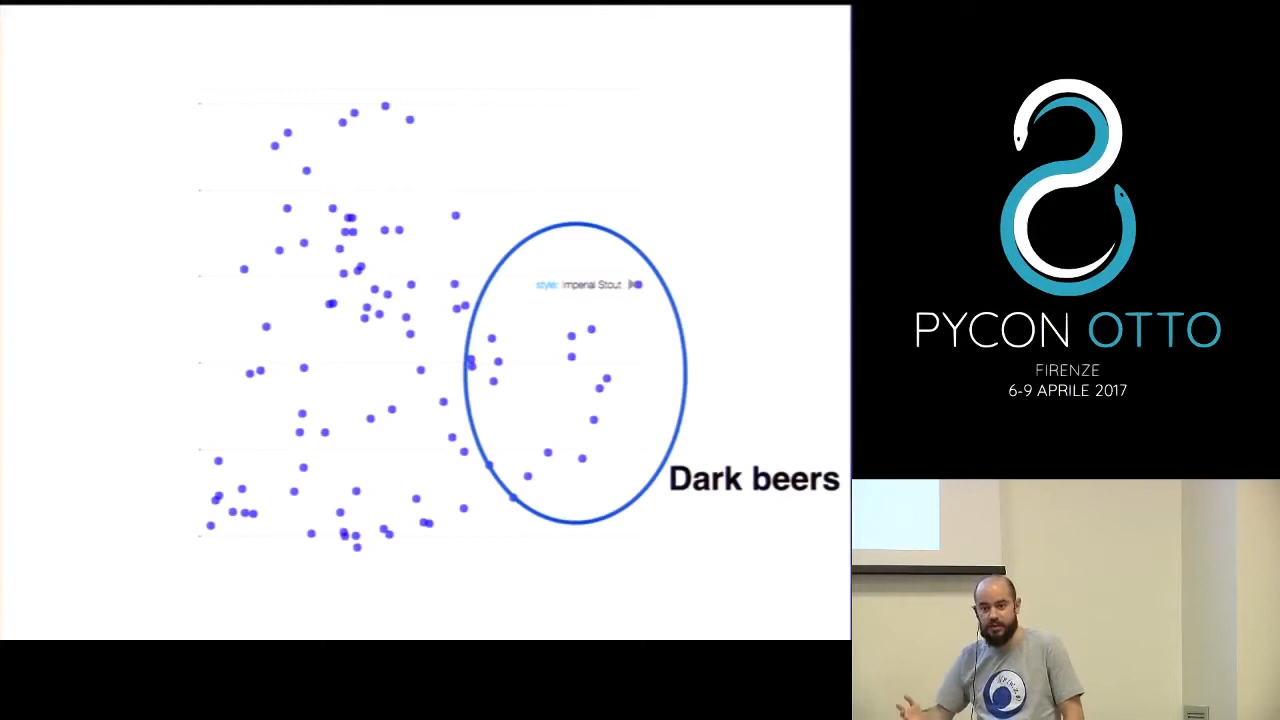 style: Imperial Stout
Dark beers
PYCON OTTO
FIRENZE
6-9 APRILE 2017